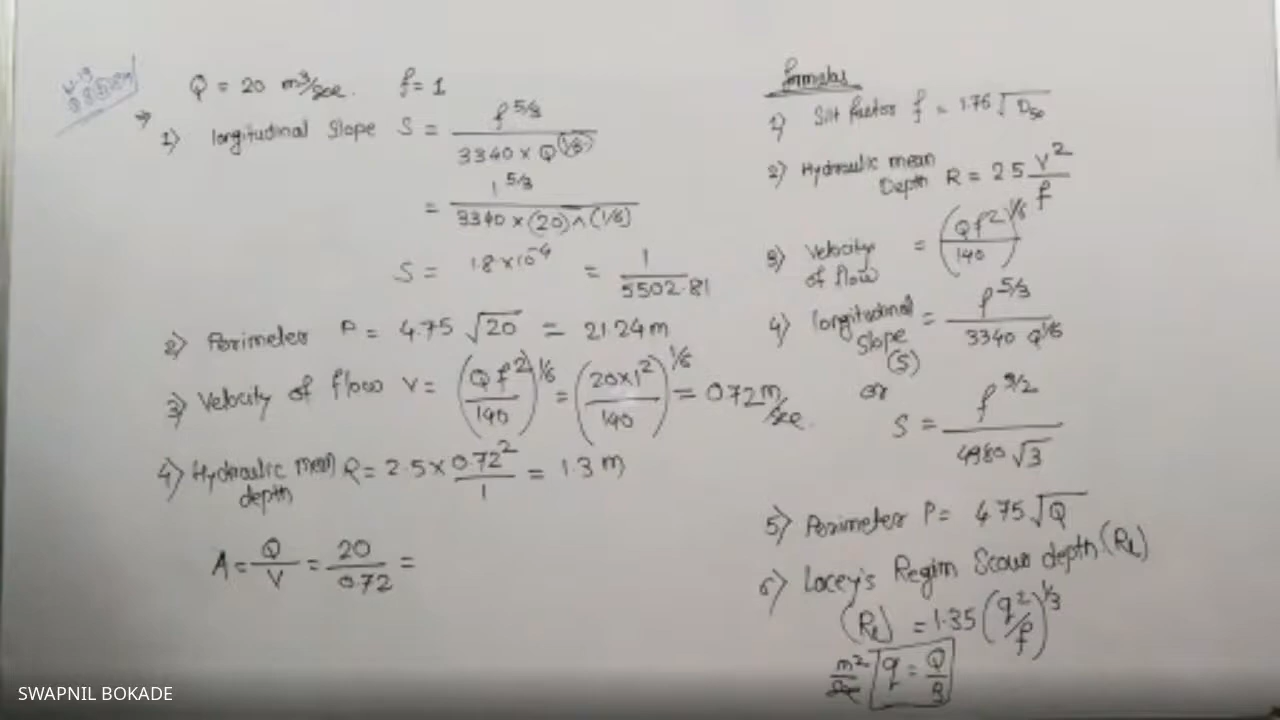 Q = 20 m³/sec. f = 1
1) longitudinal Slope S = f^5/3 / 3340 × Q^(1/6)
= 1^5/3 / 3340 × (20)^(1/6)
S = 1.8 × 10^-4 = 1 / 5502.81
2) Perimeter P = 4.75 √20 = 21.24 m
3) Velocity of flow V = (Q f² / 140)^1/6 = (20×1² / 140)^1/6 = 0.72 m/sec.
4) Hydraulic mean depth R = 2.5 × 0.72² / 1 = 1.3 m
A = Q / V = 20 / 0.72 =
formulas
1) Silt factor f = 1.76 √D50
2) Hydraulic mean Depth R = 2.5 V² / f
3) Velocity of flow = (Q f² / 140)^1/6
4) longitudinal Slope (S) = f^5/3 / 3340 Q^1/6
or
S = f^3/2 / 4980 √3
5) Perimeter P = 4.75 √Q
6) Lacey's Regim Scour depth (RL)
(RL) = 1.35 (q² / f)^1/3
q = Q / B
SWAPNIL BOKADE